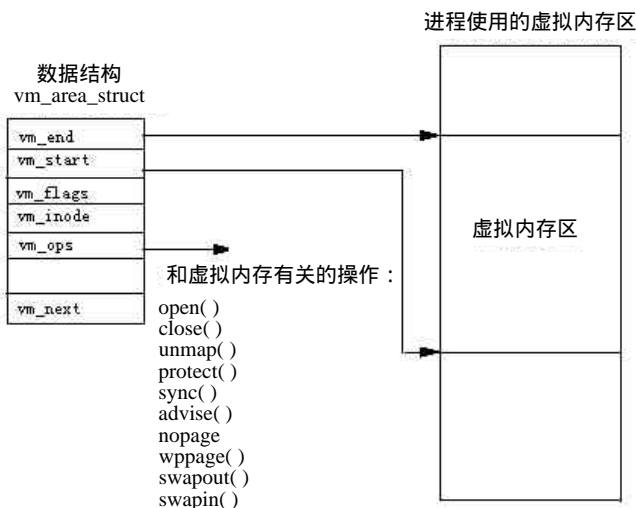 进程使用的虚拟内存区
数据结构
vm_area_struct
vm_end
vm_start
vm_flags
vm_inode
vm_ops
vm_next
虚拟内存区
和虚拟内存有关的操作：
open( )
close( )
unmap( )
protect( )
sync( )
advise( )
nopage
wppage( )
swapout( )
swapin( )